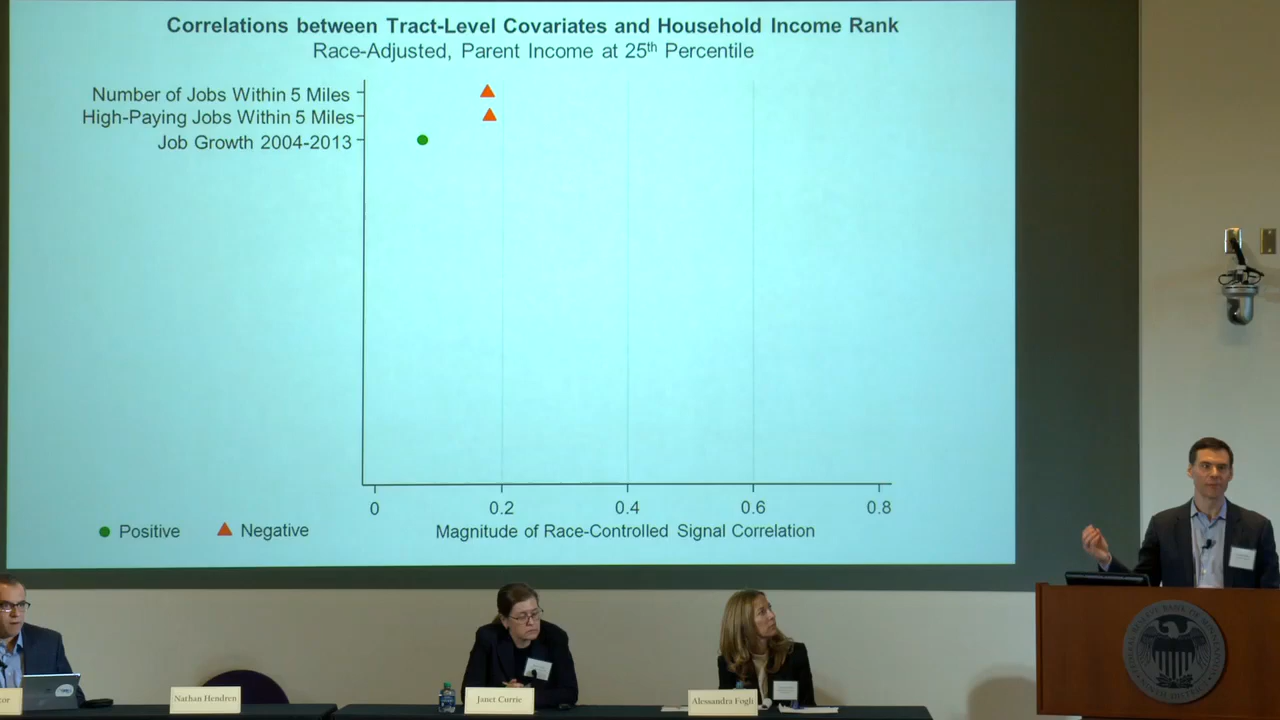 Correlations between Tract-Level Covariates and Household Income Rank
Race-Adjusted, Parent Income at 25th Percentile
Number of Jobs Within 5 Miles
High-Paying Jobs Within 5 Miles
Job Growth 2004-2013
0
0.2
0.4
0.6
0.8
Positive
Negative
Magnitude of Race-Controlled Signal Correlation
tor
Nathan Hendren
Janet Currie
Alessandra Fogli